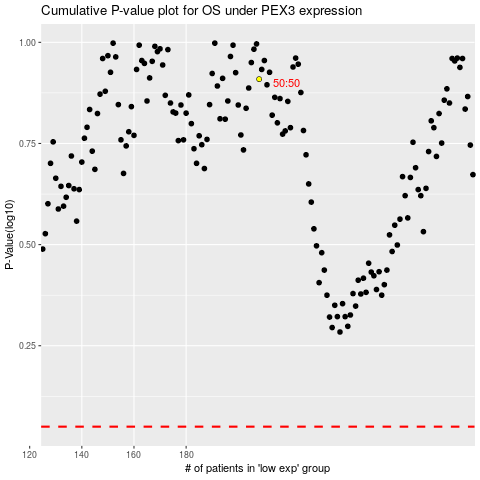 Cumulative P-value plot for OS under PEX3 expression
P-Value(log10)
1.00
0.75
0.50
0.25
50:50
120 140 160 180
# of patients in 'low exp' group